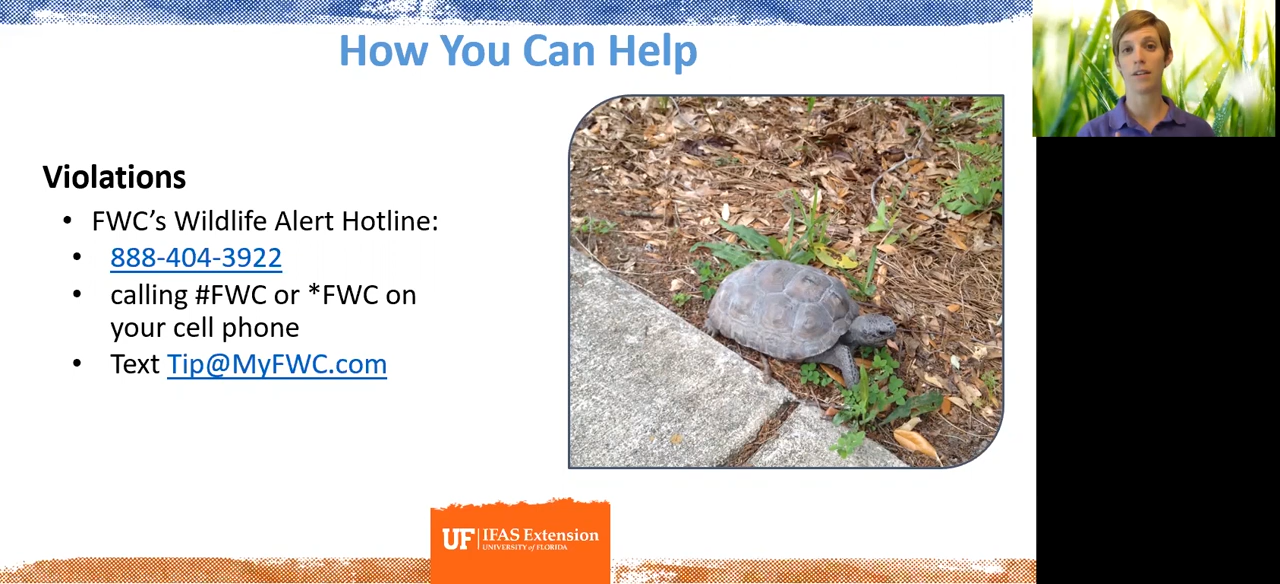 How You Can Help
Violations
• FWC's Wildlife Alert Hotline:
• 888-404-3922
• calling #FWC or *FWC on
your cell phone
• Text Tip@MyFWC.com
UF | IFAS Extension
UNIVERSITY of FLORIDA